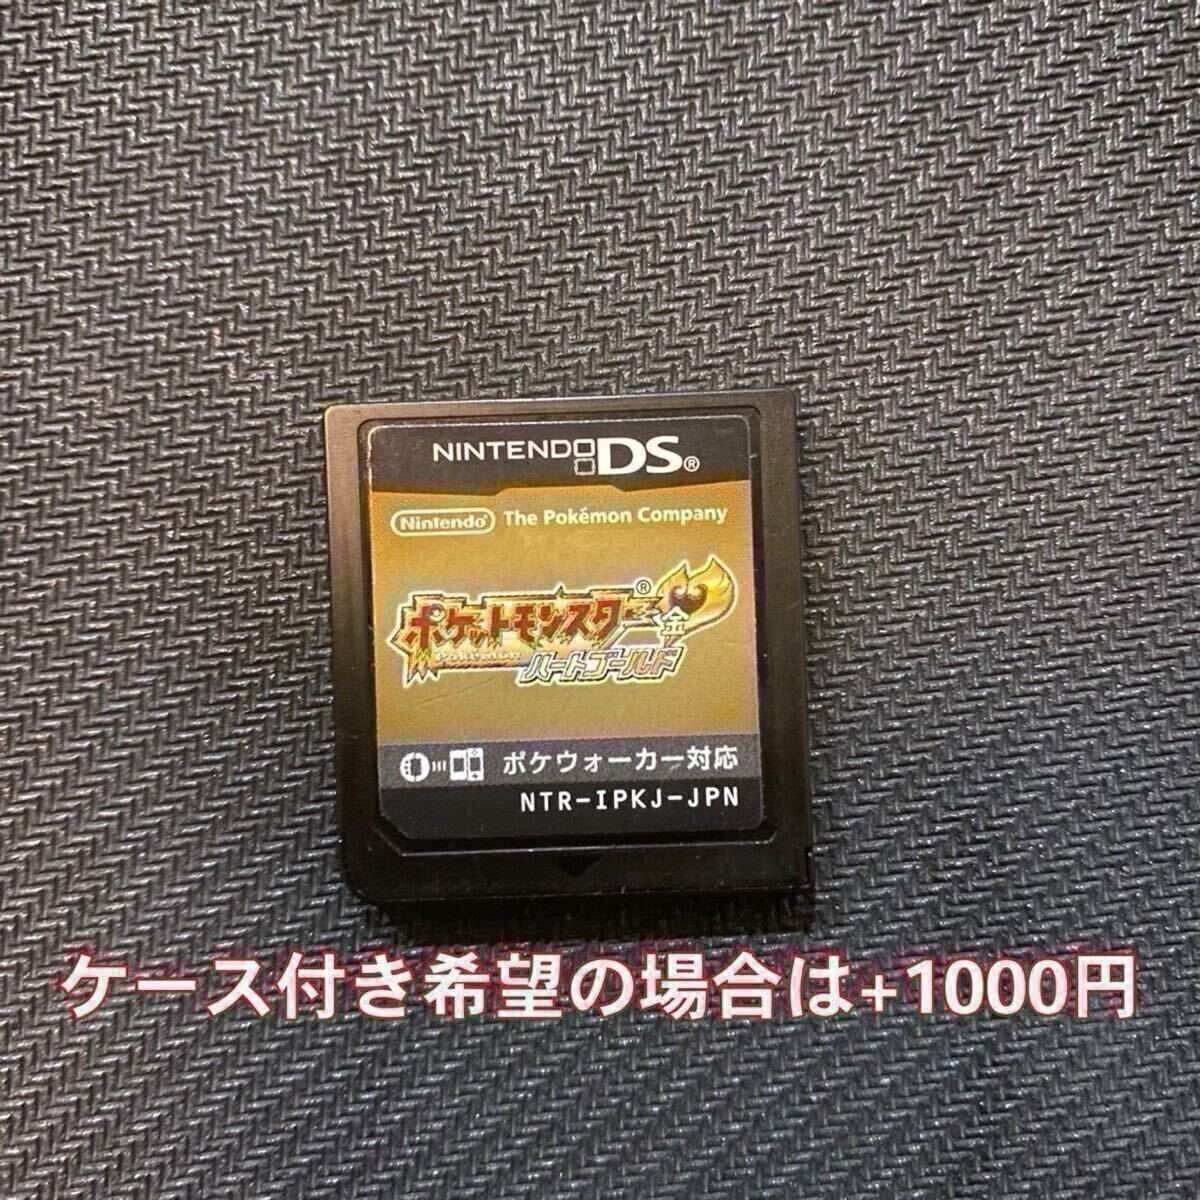 NINTENDO DS®
Nintendo® The Pokémon Company
ポケットモンスター®
金
Pokémon
ハートゴールド
ポケウォーカー対応
NTR-IPKJ-JPN
ケース付き希望の場合は+1000円